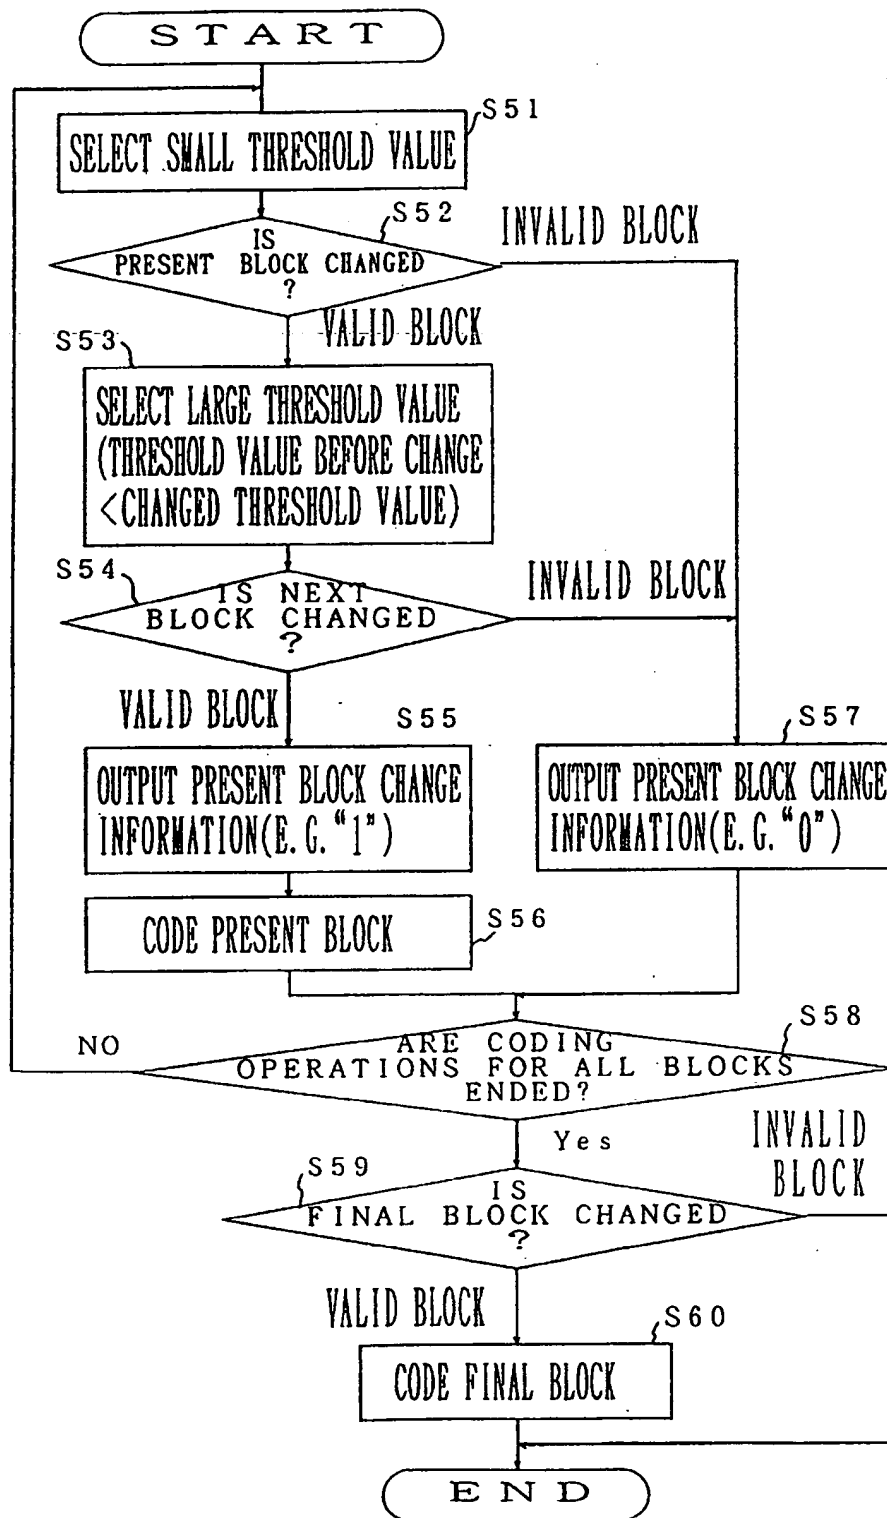 START
S51
SELECT SMALL THRESHOLD VALUE
S52
IS
PRESENT BLOCK CHANGED
?
INVALID BLOCK
VALID BLOCK
S53
SELECT LARGE THRESHOLD VALUE
(THRESHOLD VALUE BEFORE CHANGE
<CHANGED THRESHOLD VALUE)
S54
IS NEXT
BLOCK CHANGED
?
INVALID BLOCK
VALID BLOCK
S55
OUTPUT PRESENT BLOCK CHANGE
INFORMATION(E.G."1")
S57
OUTPUT PRESENT BLOCK CHANGE
INFORMATION(E.G."0")
CODE PRESENT BLOCK
S56
S58
ARE CODING
OPERATIONS FOR ALL BLOCKS
ENDED?
NO
Yes
INVALID
BLOCK
S59
IS
FINAL BLOCK CHANGED
?
VALID BLOCK
S60
CODE FINAL BLOCK
END